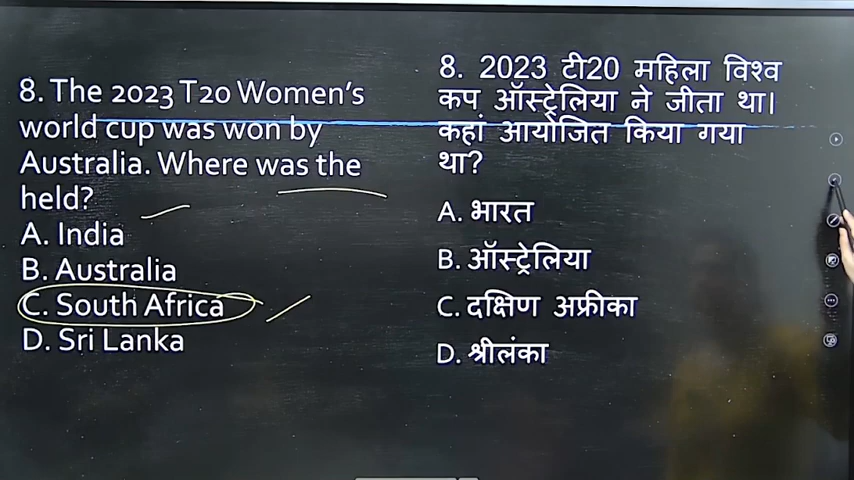 8. The 2023 T20 Women's
world cup was won by
Australia. Where was the
held?
A. India
B. Australia
C. South Africa
D. Sri Lanka
8. 2023 टी20 महिला विश्व
कप ऑस्ट्रेलिया ने जीता था।
कहां आयोजित किया गया
था?
A. भारत
B. ऑस्ट्रेलिया
C. दक्षिण अफ्रीका
D. श्रीलंका